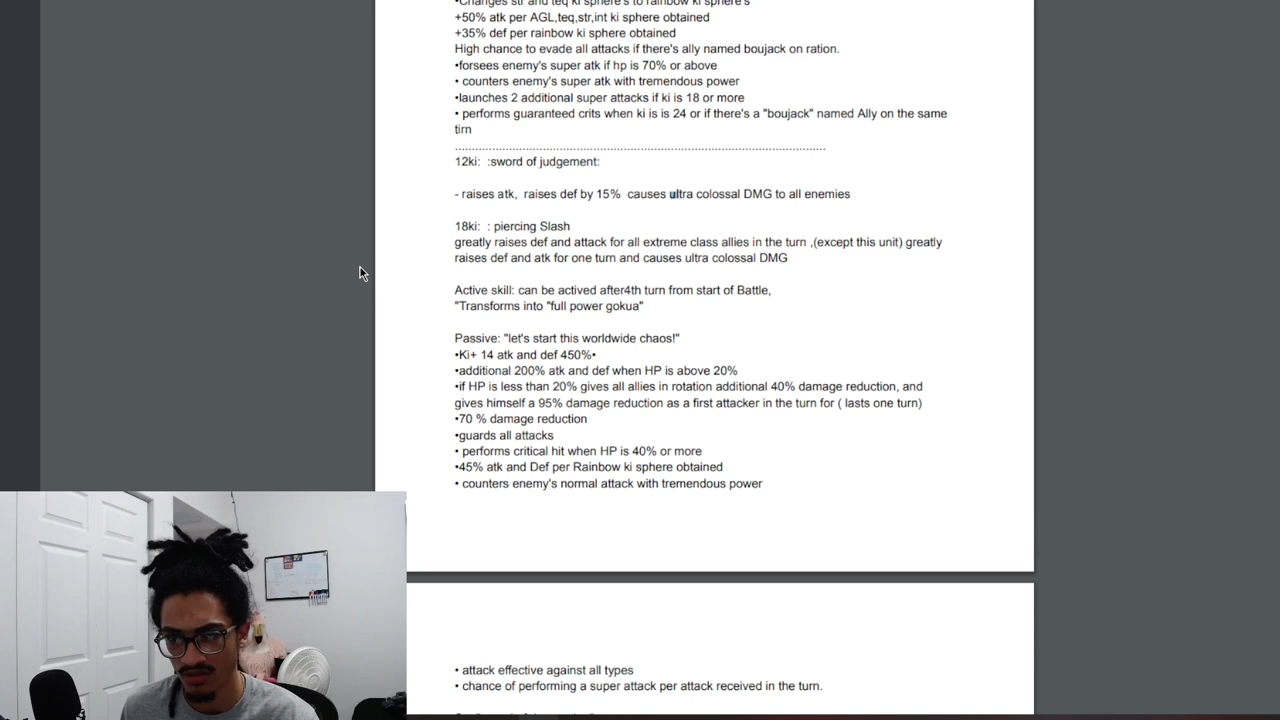 •Changes str and teq ki sphere's to rainbow ki sphere's
+50% atk per AGL,teq,str,int ki sphere obtained
+35% def per rainbow ki sphere obtained
High chance to evade all attacks if there's ally named boujack on ration.
•forsees enemy's super atk if hp is 70% or above
• counters enemy's super atk with tremendous power
•launches 2 additional super attacks if ki is 18 or more
• performs guaranteed crits when ki is is 24 or if there's a "boujack" named Ally on the same
tirn
12ki: :sword of judgement:
- raises atk, raises def by 15% causes ultra colossal DMG to all enemies
18ki: : piercing Slash
greatly raises def and attack for all extreme class allies in the turn ,(except this unit) greatly
raises def and atk for one turn and causes ultra colossal DMG
Active skill: can be actived after4th turn from start of Battle,
"Transforms into "full power gokua"
Passive: "let's start this worldwide chaos!"
•Ki+ 14 atk and def 450%•
•additional 200% atk and def when HP is above 20%
•if HP is less than 20% gives all allies in rotation additional 40% damage reduction, and
gives himself a 95% damage reduction as a first attacker in the turn for ( lasts one turn)
•70 % damage reduction
•guards all attacks
• performs critical hit when HP is 40% or more
•45% atk and Def per Rainbow ki sphere obtained
• counters enemy's normal attack with tremendous power
• attack effective against all types
• chance of performing a super attack per attack received in the turn.